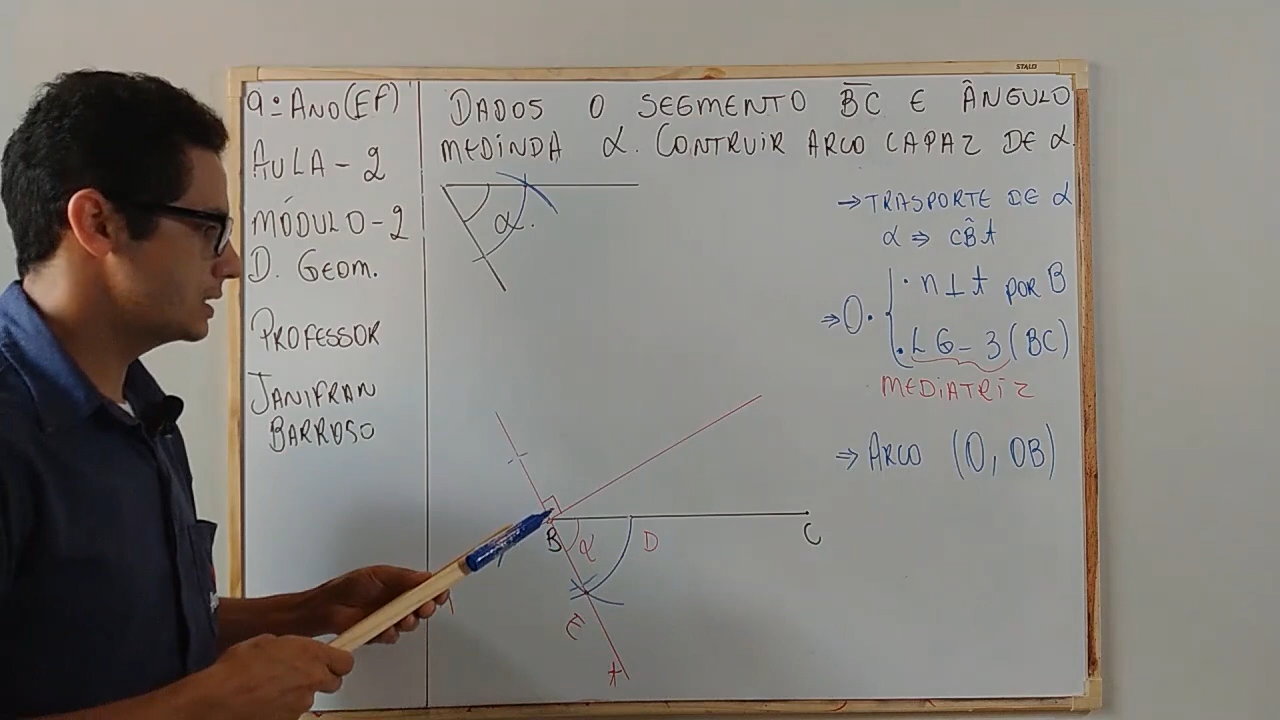 9º ANO (EF)
AULA - 2
MÓDULO - 2
D. GEOM.
PROFESSOR
JANIFRAN
BARROSO
DADOS O SEGMENTO B̅C̅ E ÂNGULO
MEDINDA α. CONTRUIR ARCO CAPAZ DE α
α.
→ TRASPORTE DE α
α ⇒ CB̂t
⇒ O. { · n ⊥ t POR B
· L G - 3 (BC)
MEDIATRIZ
⇒ ARCO (O, OB)
B α D C
E
t
STALO